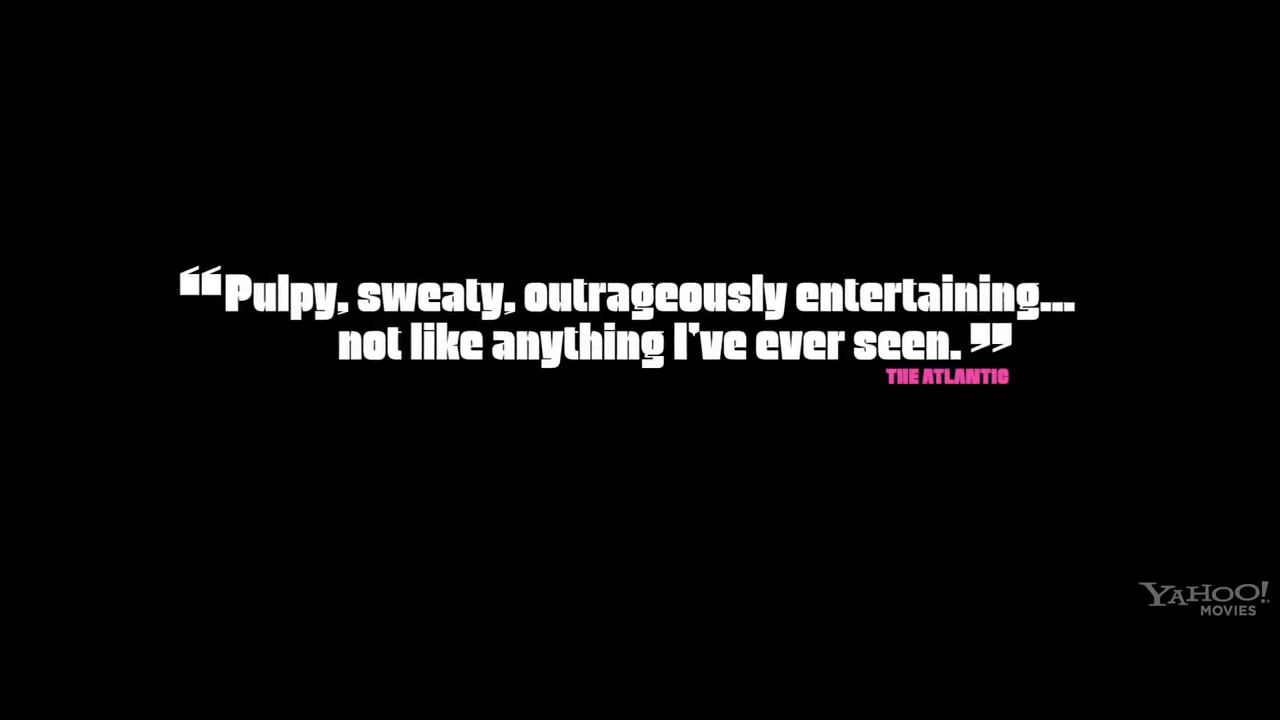 “Pulpy, sweaty, outrageously entertaining...
not like anything I've ever seen.”
THE ATLANTIC
YAHOO!
MOVIES